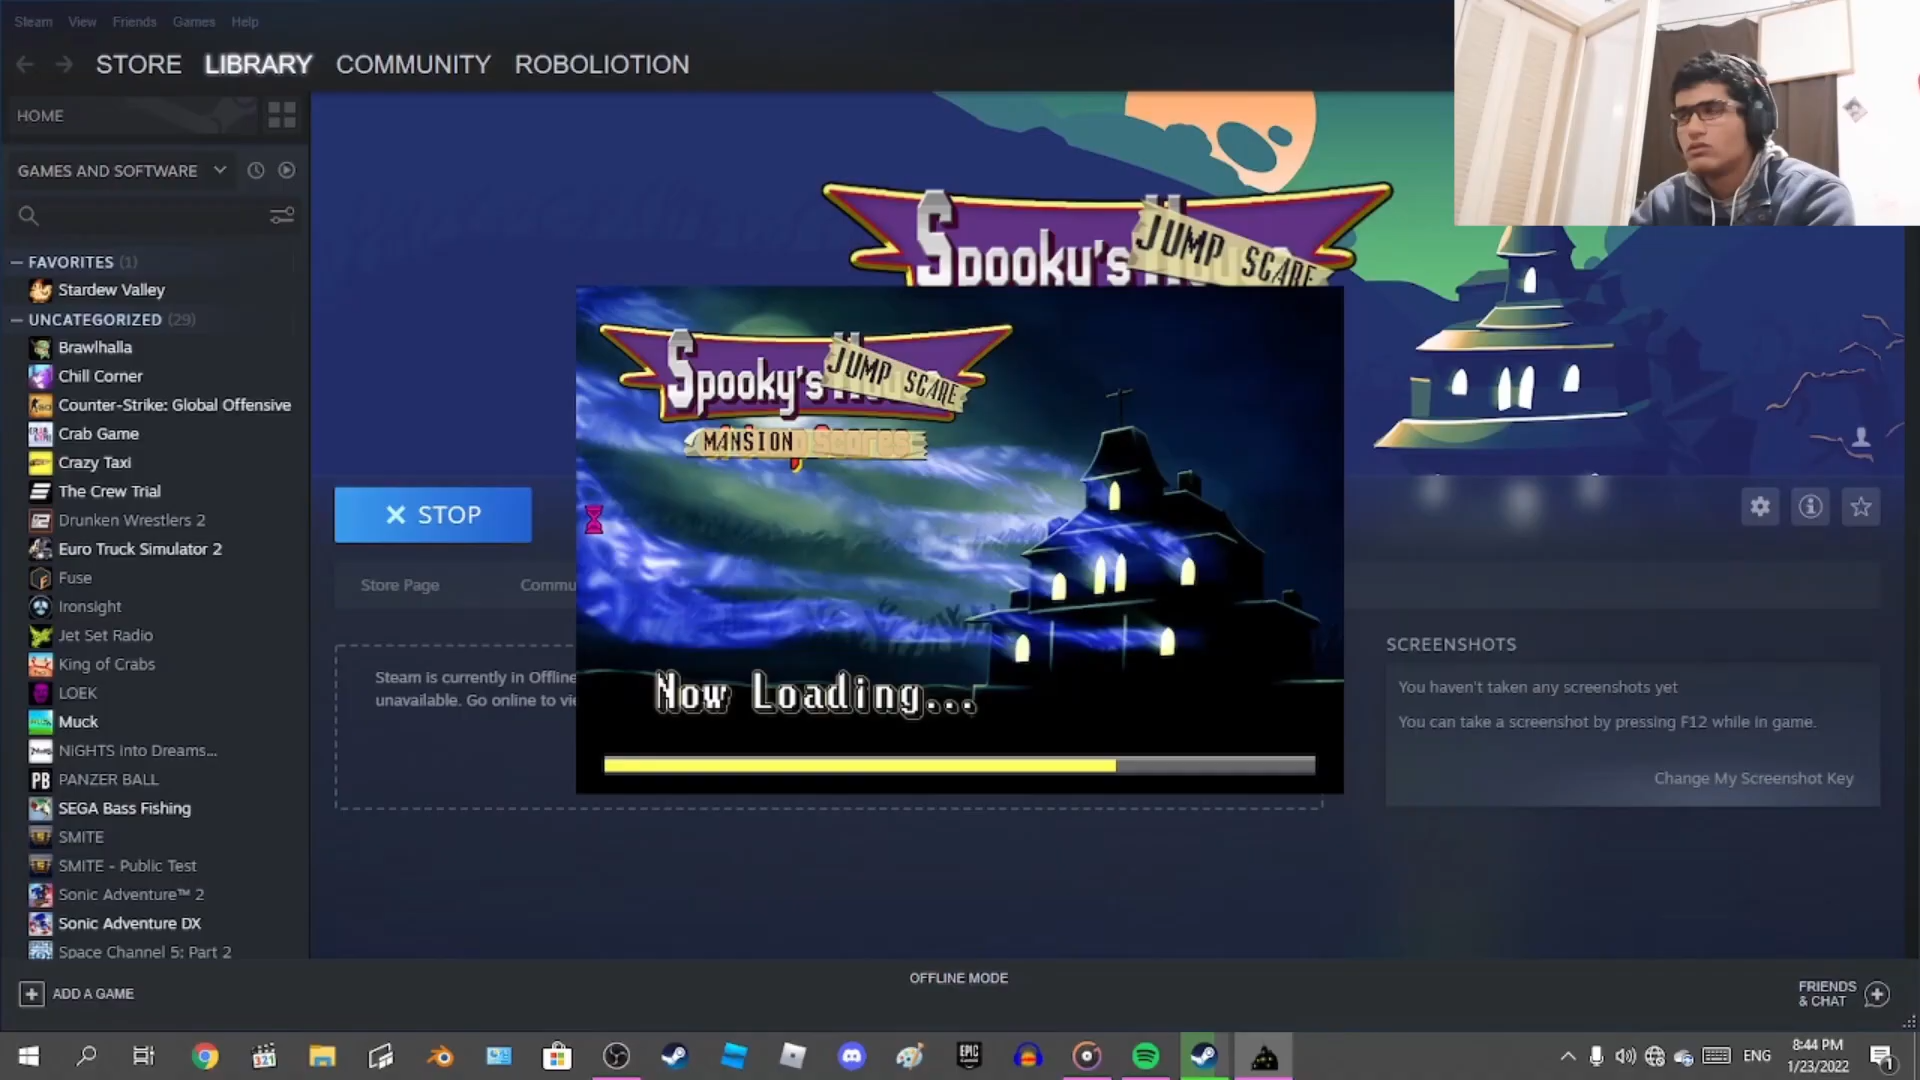 Steam View Friends Games Help
STORE LIBRARY COMMUNITY ROBOLIOTION
HOME
GAMES AND SOFTWARE
FAVORITES (1)
Stardew Valley
UNCATEGORIZED (29)
Brawlhalla
Chill Corner
Counter-Strike: Global Offensive
Crab Game
Crazy Taxi
The Crew Trial
Drunken Wrestlers 2
Euro Truck Simulator 2
Fuse
Ironsight
Jet Set Radio
King of Crabs
LOEK
Muck
NiGHTS Into Dreams...
PANZER BALL
SEGA Bass Fishing
SMITE
SMITE - Public Test
Sonic Adventure™ 2
Sonic Adventure DX
Space Channel 5: Part 2
ADD A GAME
Spooky's
JUMP SCARE
STOP
Store Page
Commu
Steam is currently in Offline
unavailable. Go online to vie
Spooky's
JUMP SCARE
MANSION
Now Loading...
SCREENSHOTS
You haven't taken any screenshots yet
You can take a screenshot by pressing F12 while in game.
Change My Screenshot Key
OFFLINE MODE
FRIENDS
& CHAT
321
EPIC
GAMES
ENG
8:44 PM
1/23/2022
1